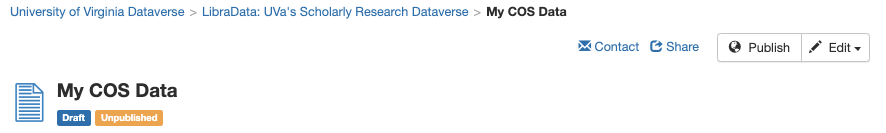 University of Virginia Dataverse > LibraData: UVa's Scholarly Research Dataverse > My COS Data
Contact Share Publish Edit
My COS Data
Draft Unpublished